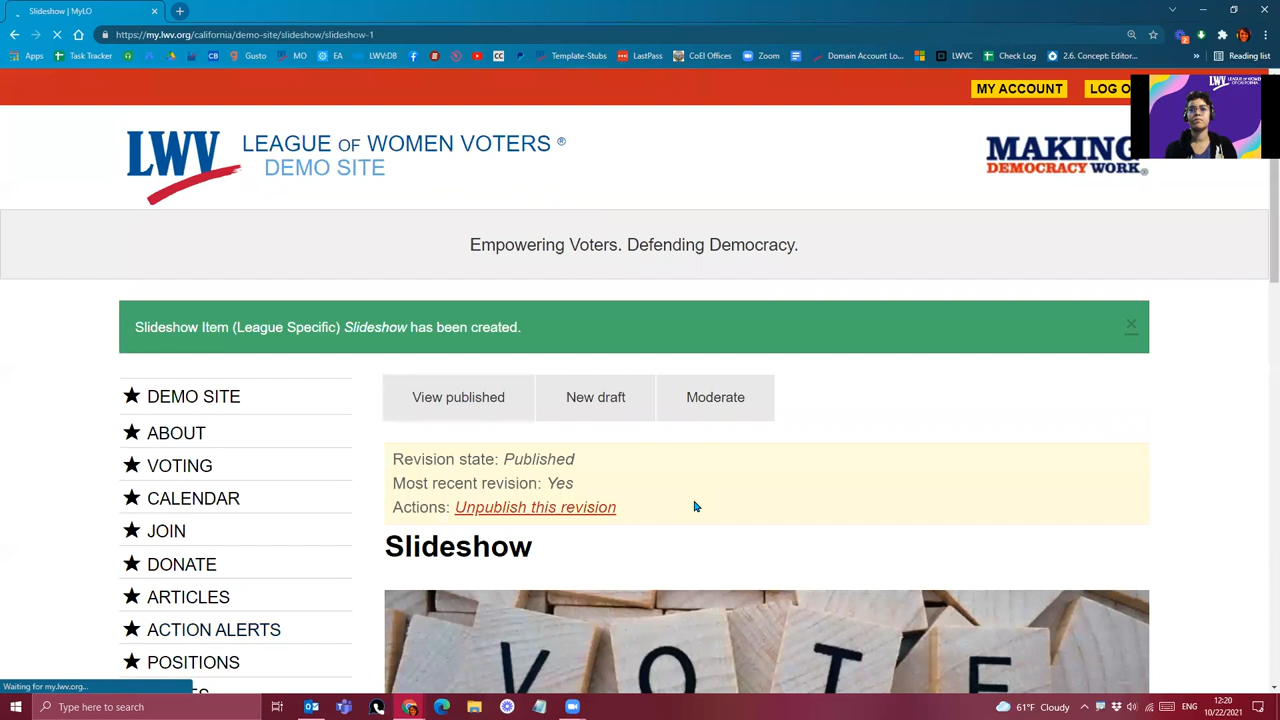 Slideshow | MyLO
https://my.lwv.org/california/demo-site/slideshow/slideshow-1
Apps Task Tracker CB Gusto MO EA LWV:DB CC Template-Stubs LastPass CoEl Offices Zoom Domain Account Lo... LWVC Check Log 2.6. Concept: Editor... » Reading list
MY ACCOUNT LOG O
LWV LEAGUE OF WOMEN VOTERS ®
DEMO SITE
MAKING
DEMOCRACY WORK®
Empowering Voters. Defending Democracy.
Slideshow Item (League Specific) Slideshow has been created.
View published New draft Moderate
Revision state: Published
Most recent revision: Yes
Actions: Unpublish this revision
Slideshow
VOTE
DEMO SITE
ABOUT
VOTING
CALENDAR
JOIN
DONATE
ARTICLES
ACTION ALERTS
POSITIONS
Waiting for my.lwv.org...
Type here to search
61°F Cloudy
ENG
12:20
10/22/2021